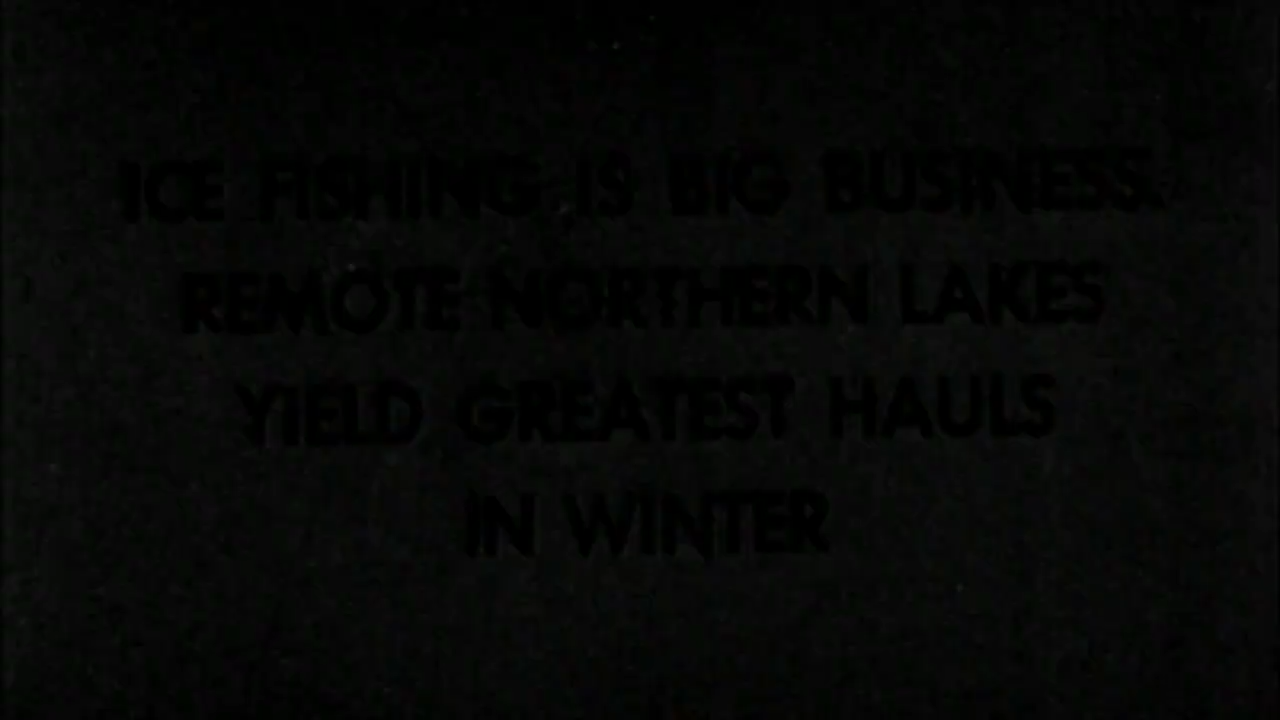 ICE FISHING IS BIG BUSINESS.
REMOTE NORTHERN LAKES
YIELD GREATEST HAULS
IN WINTER